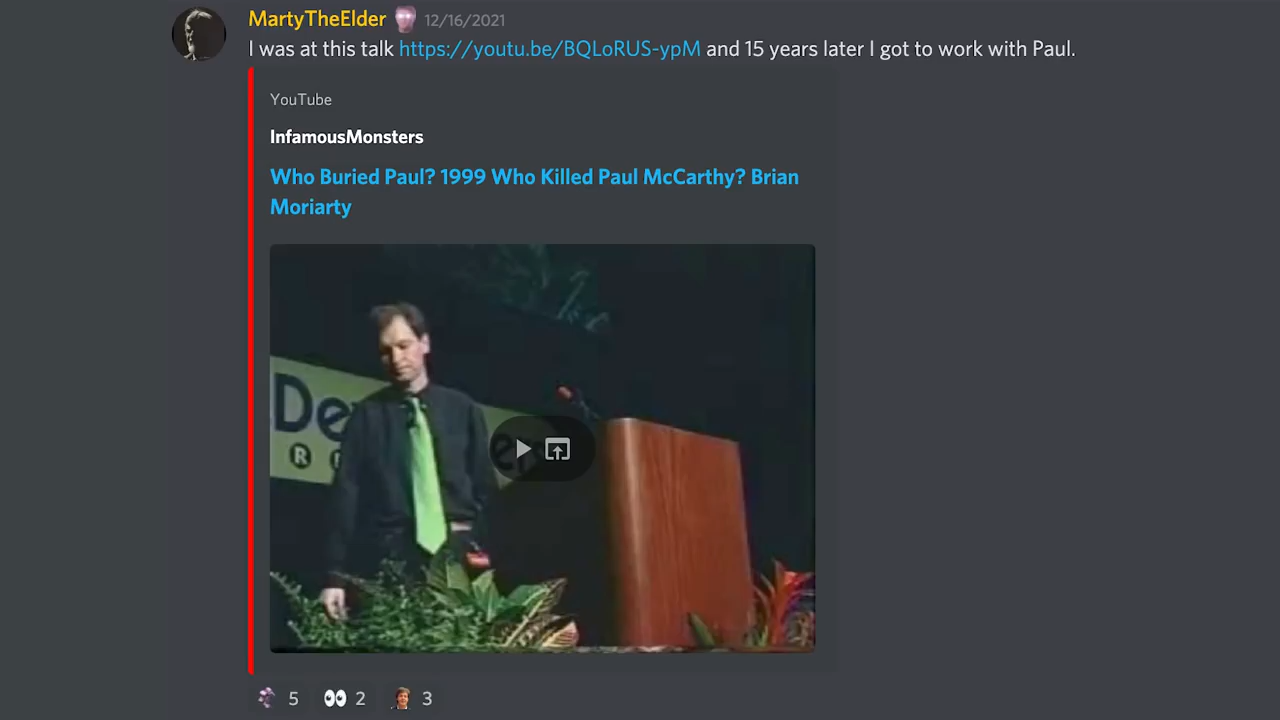 MartyTheElder 12/16/2021
I was at this talk https://youtu.be/BQLoRUS-ypM and 15 years later I got to work with Paul.
YouTube
InfamousMonsters
Who Buried Paul? 1999 Who Killed Paul McCarthy? Brian
Moriarty
De
R
5 2 3